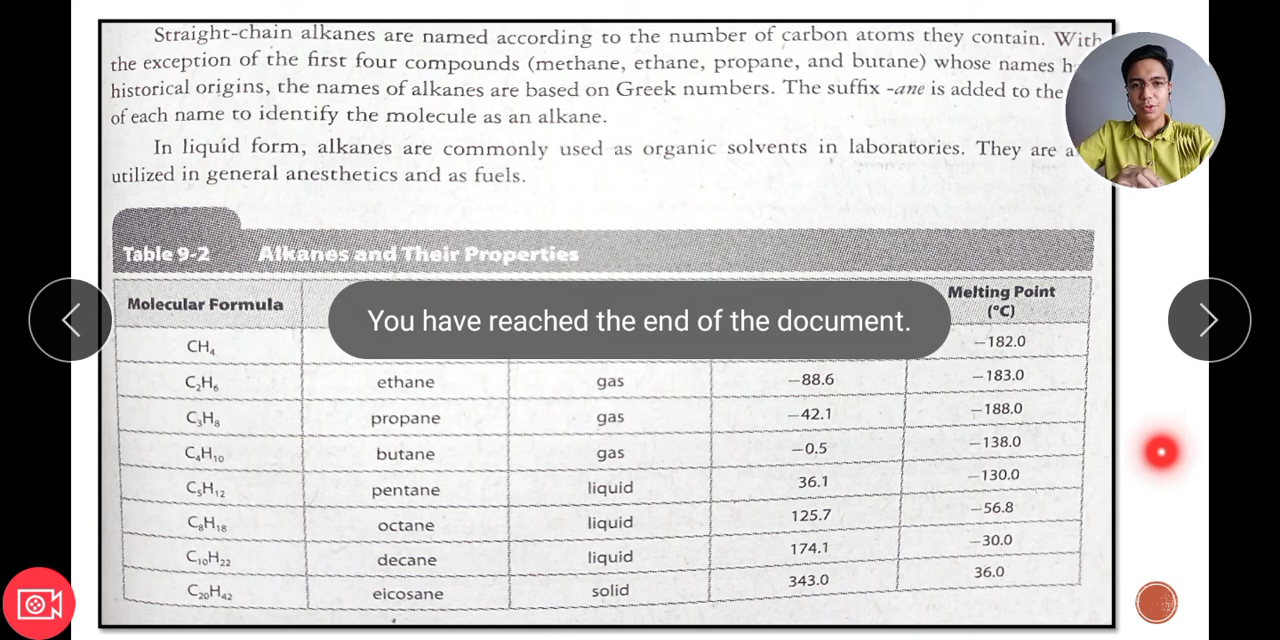 Straight-chain alkanes are named according to the number of carbon atoms they contain. With
the exception of the first four compounds (methane, ethane, propane, and butane) whose names
historical origins, the names of alkanes are based on Greek numbers. The suffix -ane is added to the
of each name to identify the molecule as an alkane.
In liquid form, alkanes are commonly used as organic solvents in laboratories. They are
utilized in general anesthetics and as fuels.
Table 9-2 Alkanes and Their Properties
Molecular Formula Melting Point
(°C)
You have reached the end of the document.
CH₄ −182.0
C₂H₆ ethane gas −88.6 −183.0
C₃H₈ propane gas −42.1 −188.0
C₄H₁₀ butane gas −0.5 −138.0
C₅H₁₂ pentane liquid 36.1 −130.0
C₈H₁₈ octane liquid 125.7 −56.8
C₁₀H₂₂ decane liquid 174.1 −30.0
C₂₀H₄₂ eicosane solid 343.0 36.0